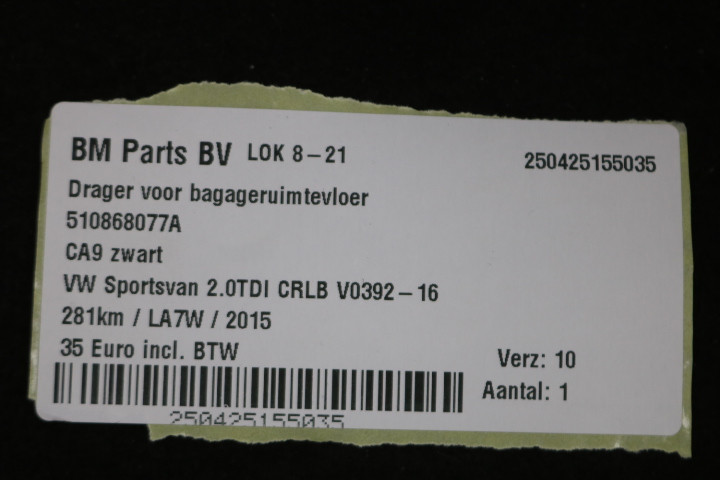 BM Parts BV LOK 8-21 250425155035
Drager voor bagageruimtevloer
510868077A
CA9 zwart
VW Sportsvan 2.0TDI CRLB V0392-16
281km / LA7W / 2015
35 Euro incl. BTW Verz: 10
Aantal: 1
250425155035